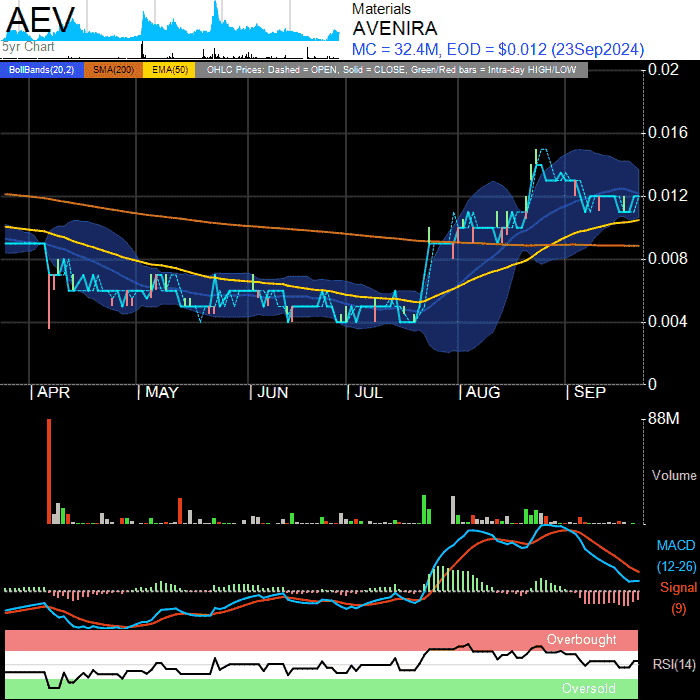 AEV
5yr Chart
Materials
AVENIRA
MC = 32.4M, EOD = $0.012 (23Sep2024)
BollBands(20,2) SMA(200) EMA(50) OHLC Prices: Dashed = OPEN, Solid = CLOSE, Green/Red bars = Intra-day HIGH/LOW
0.02
0.016
0.012
0.008
0.004
0
APR MAY JUN JUL AUG SEP
88M
Volume
MACD
(12-26)
Signal
(9)
Overbought
RSI(14)
Oversold